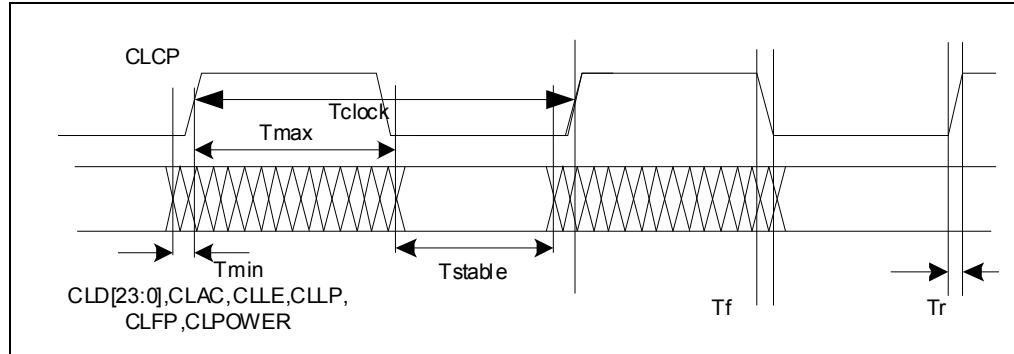 CLCP
Tclock
Tmax
Tmin
Tstable
CLD[23:0],CLAC,CLLE,CLLP,
CLFP,CLPOWER
Tf
Tr